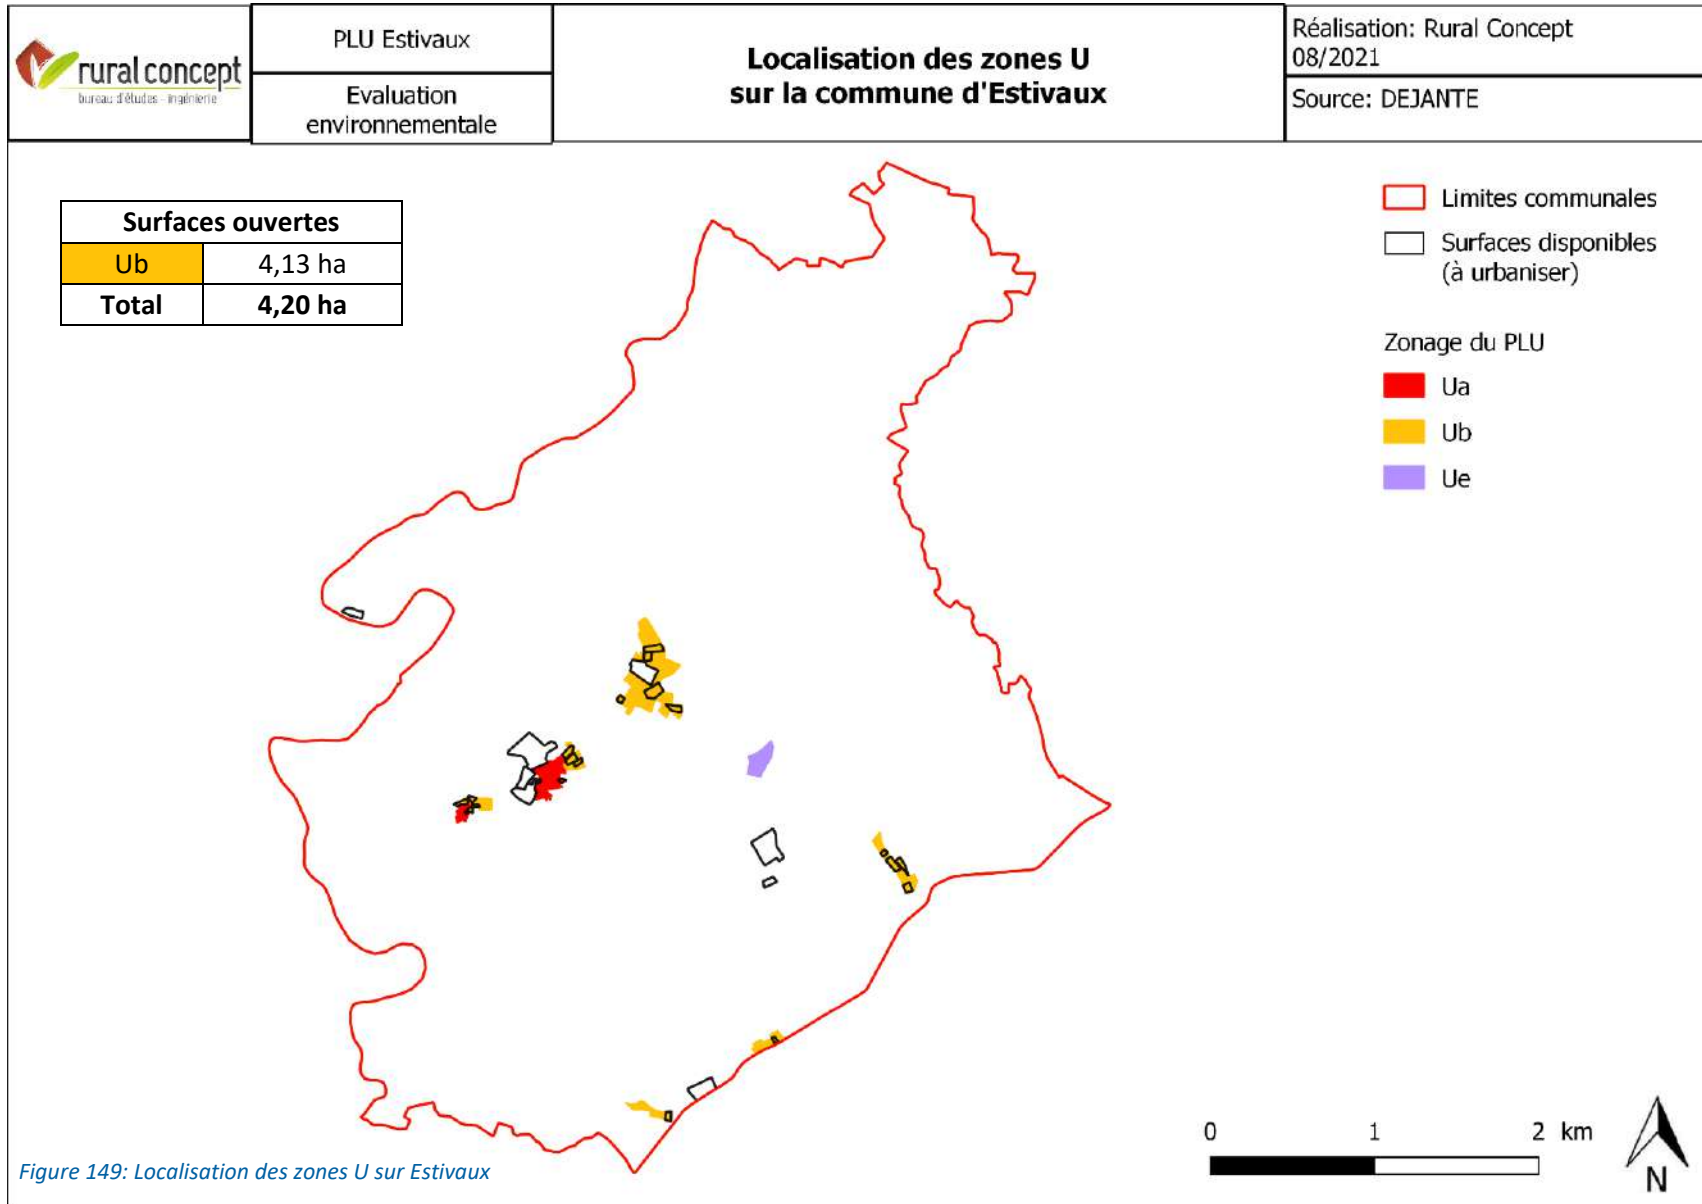 rural concept
bureau d'études - ingénierie
PLU Estivaux
Evaluation
environnementale
Localisation des zones U
sur la commune d'Estivaux
Réalisation: Rural Concept
08/2021
Source: DEJANTE
Surfaces ouvertes
Ub 4,13 ha
Total 4,20 ha
Limites communales
Surfaces disponibles
(à urbaniser)
Zonage du PLU
Ua
Ub
Ue
0 1 2 km
N
Figure 149: Localisation des zones U sur Estivaux